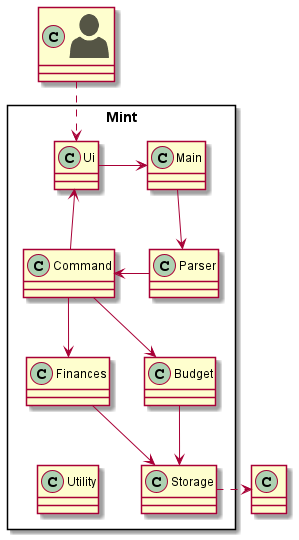 C
Mint
C Ui
C Main
C Command
C Parser
C Finances
C Budget
C Utility
C Storage
C